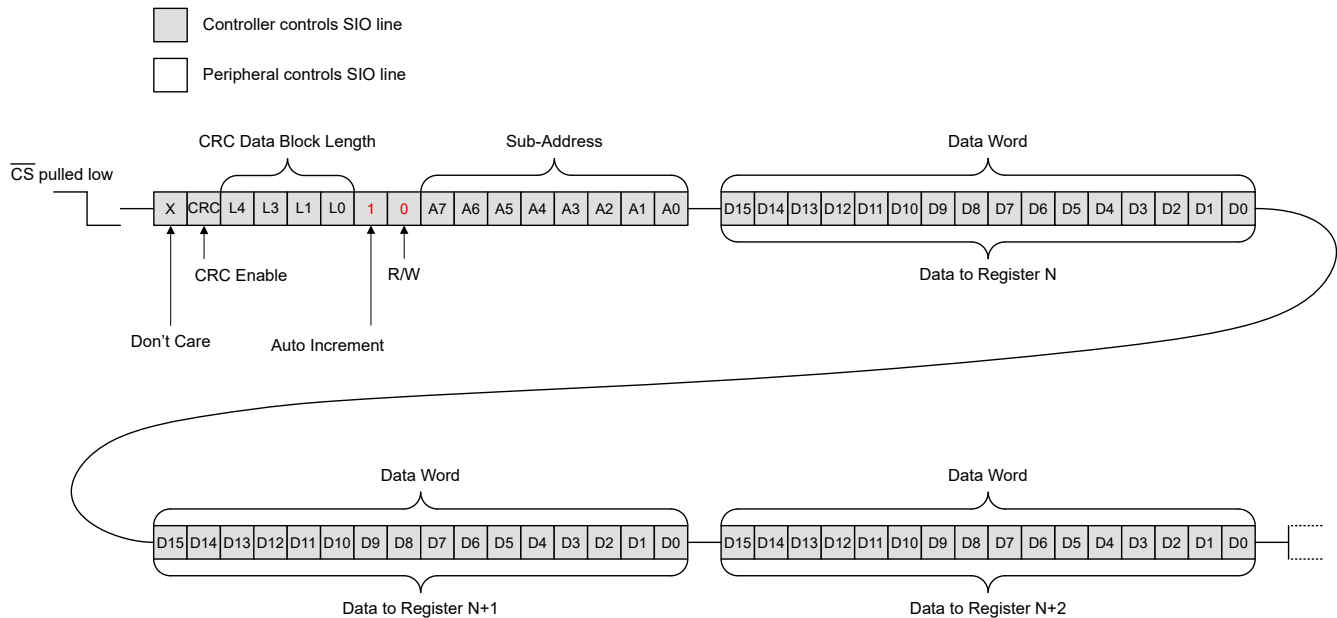 Controller controls SIO line
Peripheral controls SIO line
CRC Data Block Length
Sub-Address
Data Word
CS pulled low
X CRC L4 L3 L1 L0 1 0 A7 A6 A5 A4 A3 A2 A1 A0 D15 D14 D13 D12 D11 D10 D9 D8 D7 D6 D5 D4 D3 D2 D1 D0
CRC Enable
R/W
Data to Register N
Don't Care
Auto Increment
Data Word
Data Word
D15 D14 D13 D12 D11 D10 D9 D8 D7 D6 D5 D4 D3 D2 D1 D0 D15 D14 D13 D12 D11 D10 D9 D8 D7 D6 D5 D4 D3 D2 D1 D0
Data to Register N+1
Data to Register N+2